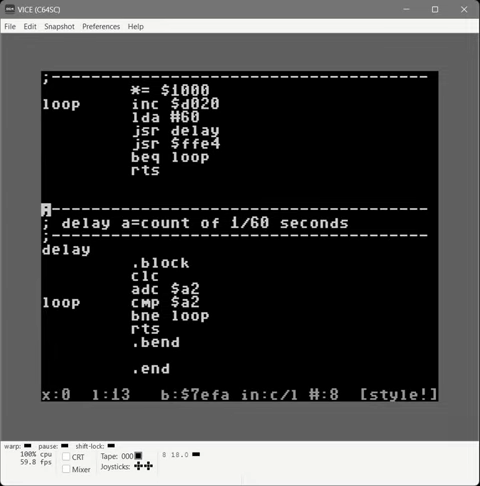 VICE (C64SC)
File Edit Snapshot Preferences Help
;-----------------------------------------
*= $1000
loop inc $d020
lda #60
jsr delay
jsr $ffe4
beq loop
rts
;-----------------------------------------
; delay a=count of 1/60 seconds
;-----------------------------------------
delay
.block
clc
adc $a2
loop cmp $a2
bne loop
rts
.bend
.end
x:0 l:13 b:$7efa in:c/l #:8 [style!]
warp: pause: shift-lock:
100% cpu
59.8 fps
CRT
Mixer
Tape: 000
Joysticks:
8 18.0